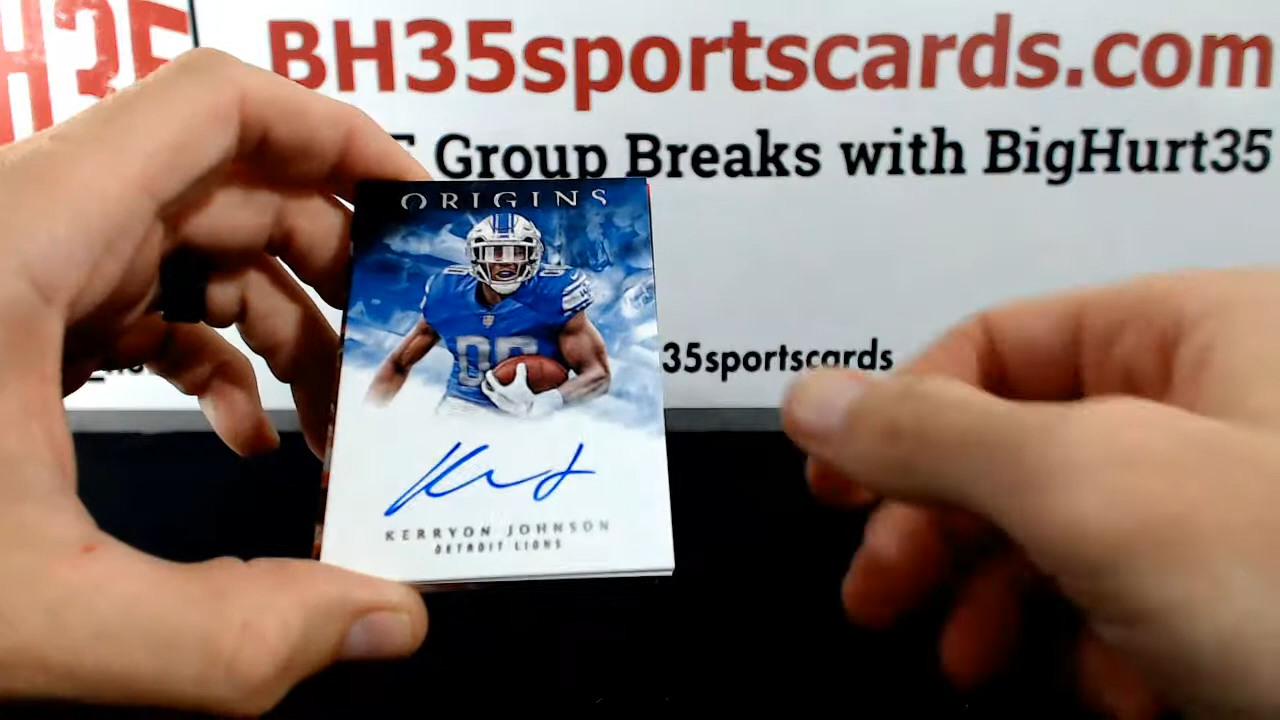 BH35sportscards.com
Group Breaks with BigHurt35
35sportscards
ORIGINS
KERRYON JOHNSON
DETROIT LIONS